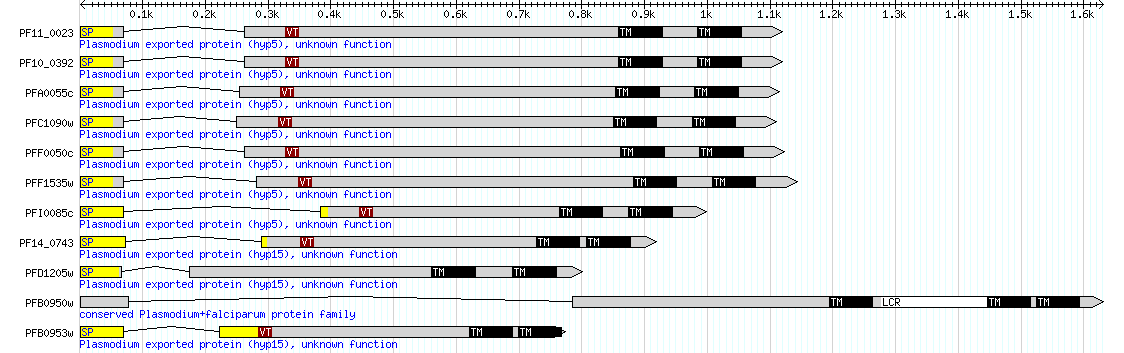 0.1k 0.2k 0.3k 0.4k 0.5k 0.6k 0.7k 0.8k 0.9k 1k 1.1k 1.2k 1.3k 1.4k 1.5k 1.6k
PF11_0023 SP VT TM TM
Plasmodium exported protein (hyp5), unknown function
PF10_0392 SP VT TM TM
Plasmodium exported protein (hyp5), unknown function
PFA0055c SP VT TM TM
Plasmodium exported protein (hyp5), unknown function
PFC1090w SP VT TM TM
Plasmodium exported protein (hyp5), unknown function
PFF0050c SP VT TM TM
Plasmodium exported protein (hyp5), unknown function
PFF1535w SP VT TM TM
Plasmodium exported protein (hyp5), unknown function
PFI0085c SP VT TM TM
Plasmodium exported protein (hyp5), unknown function
PF14_0743 SP VT TM TM
Plasmodium exported protein (hyp15), unknown function
PFD1205w SP TM TM
Plasmodium exported protein (hyp15), unknown function
PFB0950w TM LCR TM TM
conserved Plasmodium+falciparum protein family
PFB0953w SP VT TM TM
Plasmodium exported protein (hyp15), unknown function